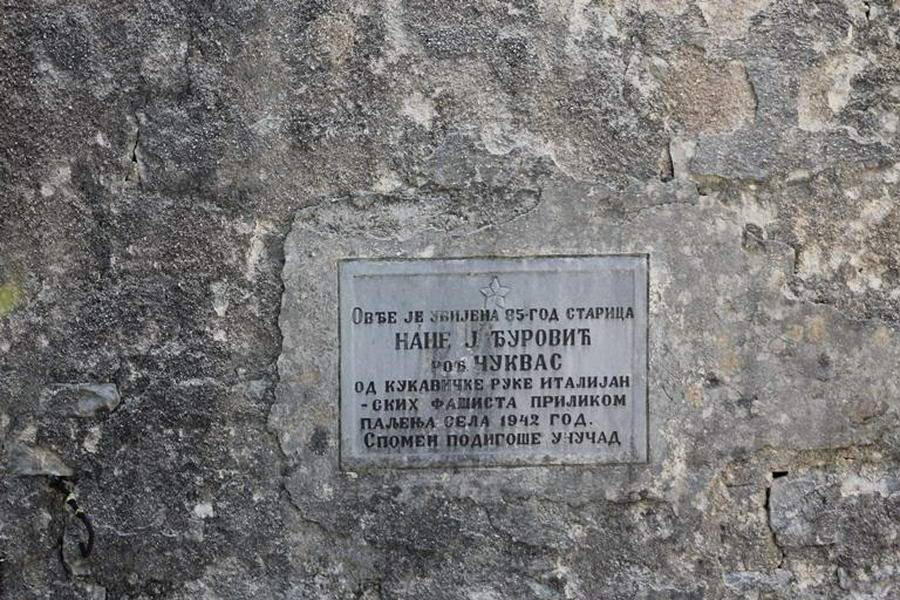 Овђе је убијена 85-год старица
НАНЕ Ј ЂУРОВИЋ
рођ. ЧУКВАС
од кукавичке руке италијан
-ских фашиста приликом
паљења села 1942 год.
Спомен подигоше унучад